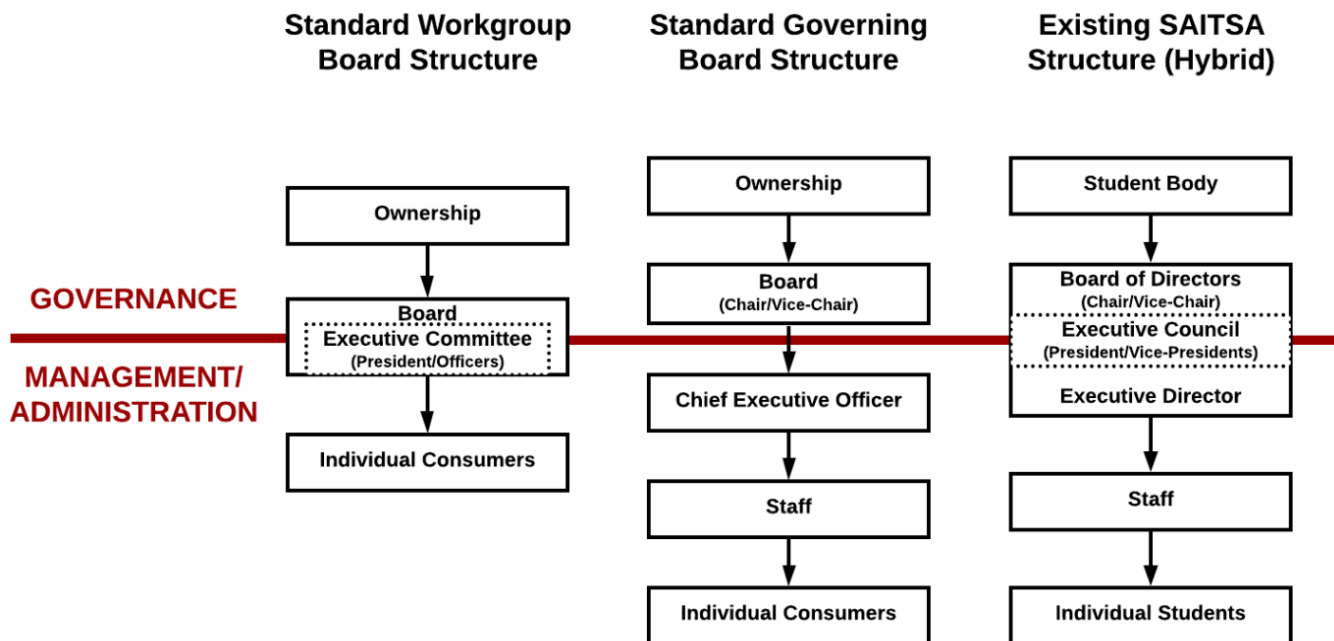 Standard Workgroup
Board Structure
Standard Governing
Board Structure
Existing SAITSA
Structure (Hybrid)
GOVERNANCE
MANAGEMENT/
ADMINISTRATION
Ownership
Board
Executive Committee
(President/Officers)
Individual Consumers
Ownership
Board
(Chair/Vice-Chair)
Chief Executive Officer
Staff
Individual Consumers
Student Body
Board of Directors
(Chair/Vice-Chair)
Executive Council
(President/Vice-Presidents)
Executive Director
Staff
Individual Students